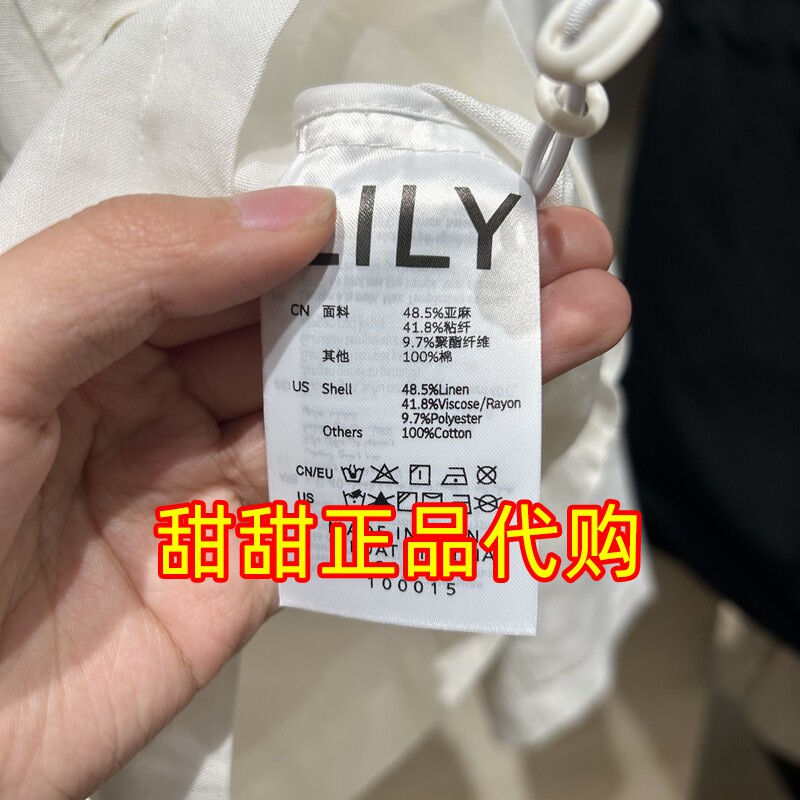 LILY
CN 面料 48.5%亚麻
41.8%粘纤
9.7%聚酯纤维
其他 100%棉
US Shell 48.5%Linen
41.8%Viscose/Rayon
9.7%Polyester
Others 100%Cotton
CN/EU
US
甜甜正品代购
100015